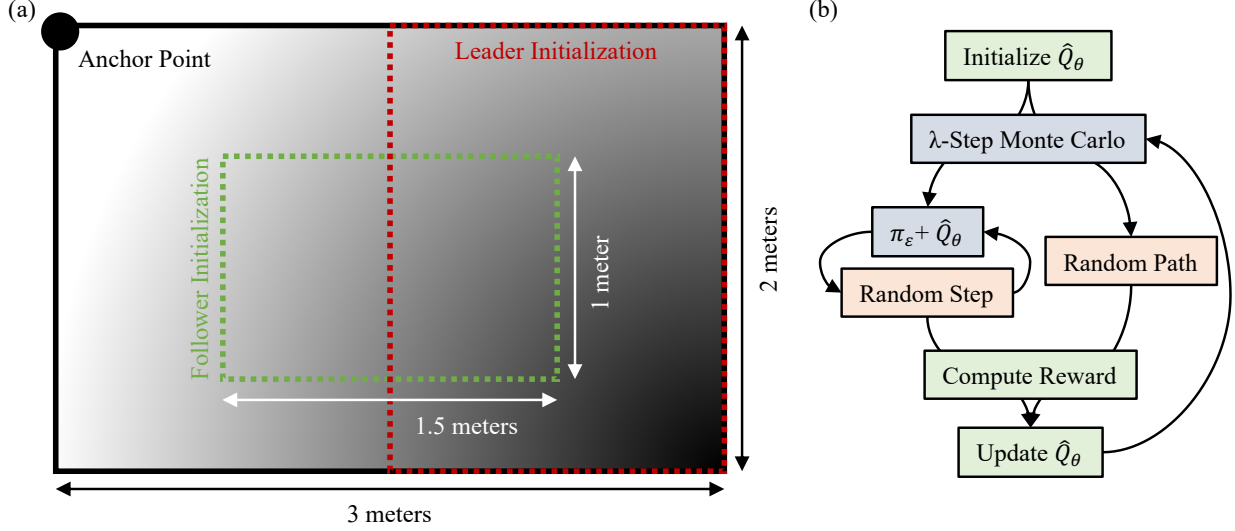 (a)
Anchor Point
Leader Initialization
Follower Initialization
1 meter
1.5 meters
2 meters
3 meters
(b)
Initialize Q̂_θ
λ-Step Monte Carlo
π_ε + Q̂_θ
Random Step
Random Path
Compute Reward
Update Q̂_θ